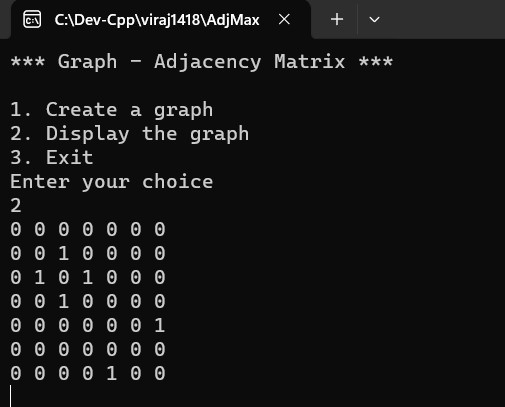 C:\Dev-Cpp\viraj1418\AdjMax
*** Graph - Adjacency Matrix ***
1. Create a graph
2. Display the graph
3. Exit
Enter your choice
2
0 0 0 0 0 0 0
0 0 1 0 0 0 0
0 1 0 1 0 0 0
0 0 1 0 0 0 0
0 0 0 0 0 0 1
0 0 0 0 0 0 0
0 0 0 0 1 0 0